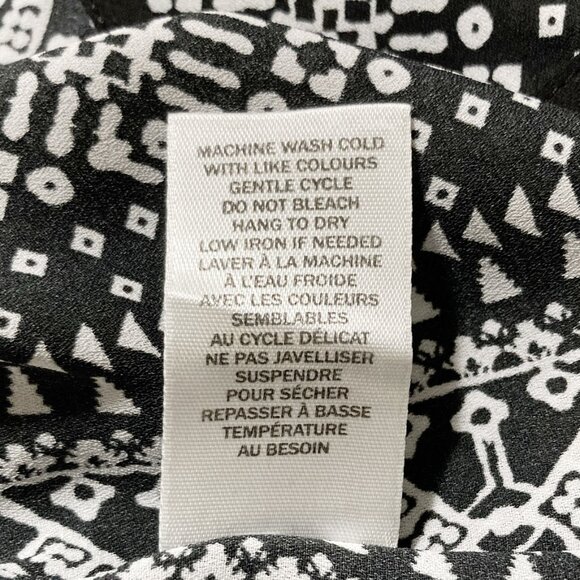 MACHINE WASH COLD
WITH LIKE COLOURS
GENTLE CYCLE
DO NOT BLEACH
HANG TO DRY
LOW IRON IF NEEDED
LAVER À LA MACHINE
À L'EAU FROIDE
AVEC LES COULEURS
SEMBLABLES
AU CYCLE DÉLICAT
NE PAS JAVELLISER
SUSPENDRE
POUR SÉCHER
REPASSER À BASSE
TEMPÉRATURE
AU BESOIN